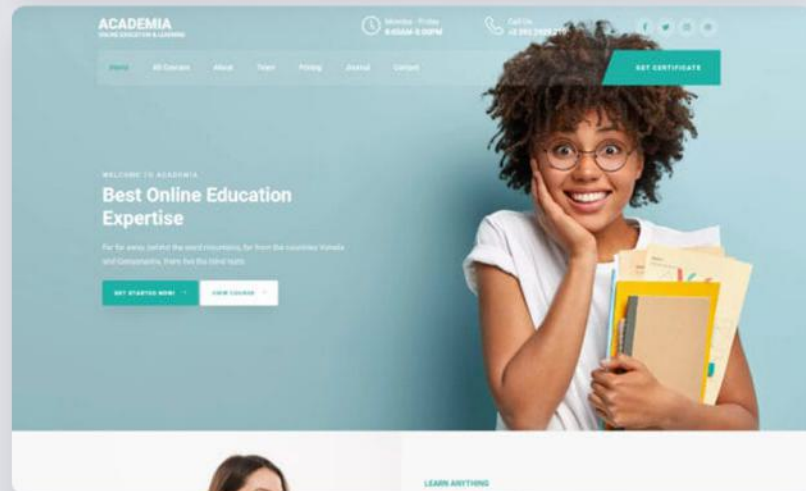 ACADEMIA
ONLINE EDUCATION & LEARNING
Monday - Friday
8:00AM-5:00PM
Call Us
Home All Courses About Team Pricing Journal Contact
GET CERTIFICATE
WELCOME TO ACADEMIA
Best Online Education
Expertise
Far far away, behind the word mountains, far from the countries Vokalia
and Consonantia, there live the blind texts.
GET STARTED NOW!
VIEW COURSE
LEARN ANYTHING